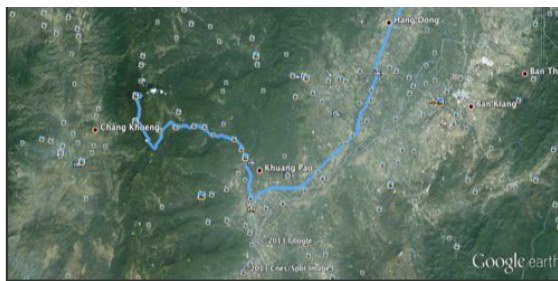 Hang Dong
Ban Th
Ban Klang
Chang Khoeng
Khuang Pao
2013 Google
2013 Cnes/Spot Image
Google earth